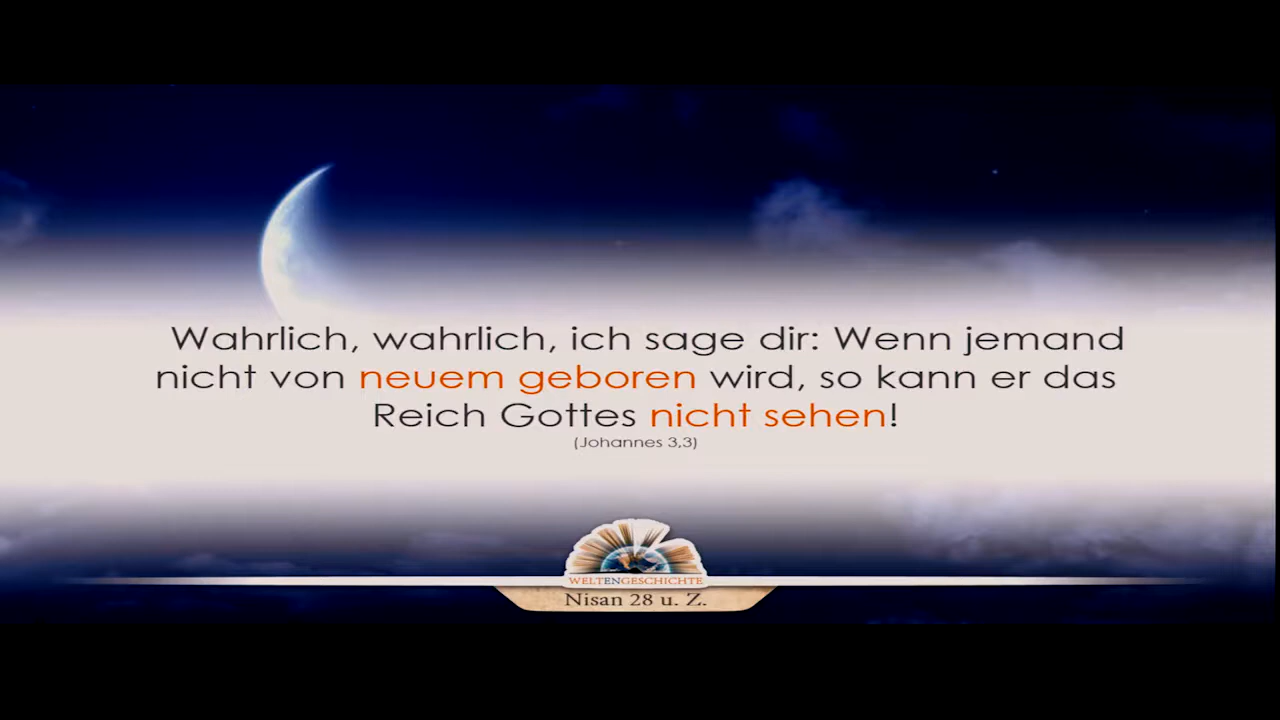 Wahrlich, wahrlich, ich sage dir: Wenn jemand
nicht von neuem geboren wird, so kann er das
Reich Gottes nicht sehen!
(Johannes 3,3)
WELTENGESCHICHTE
Nisan 28 u. Z.